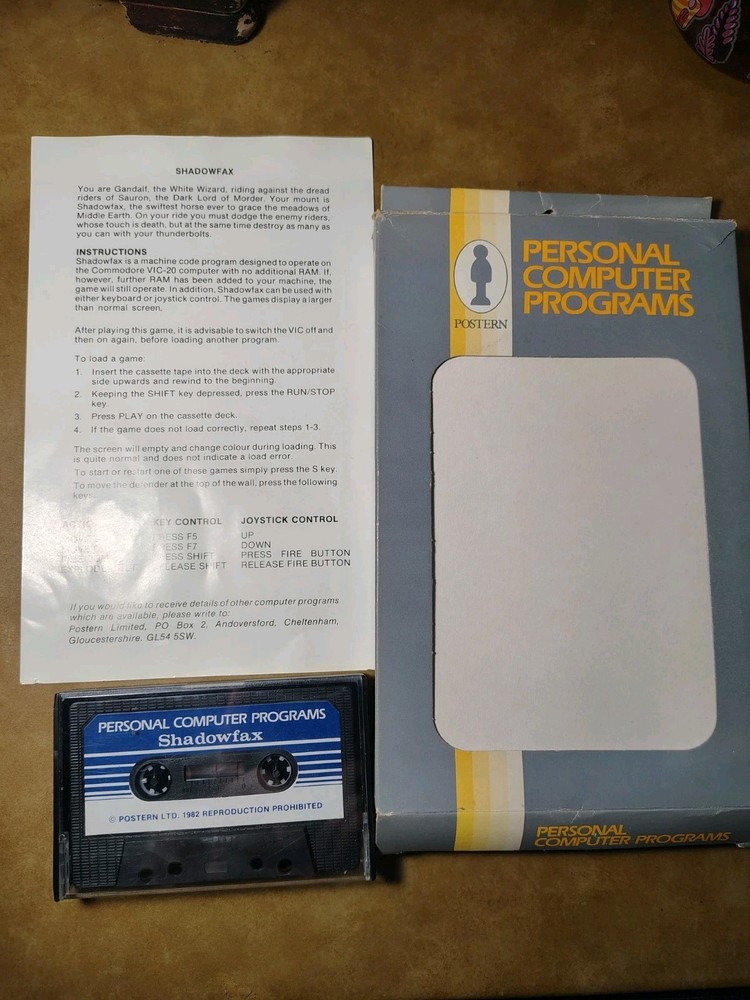 SHADOWFAX
You are Gandalf, the White Wizard, riding against the dread
riders of Sauron, the Dark Lord of Morder. Your mount is
Shadowfax, the swiftest horse ever to grace the meadows of
Middle Earth. On your ride you must dodge the enemy riders,
whose touch is death, but at the same time destroy as many as
you can with your thunderbolts.
INSTRUCTIONS
Shadowfax is a machine code program designed to operate on
the Commodore VIC-20 computer with no additional RAM. If,
however, further RAM has been added to your machine, the
game will still operate. In addition, Shadowfax can be used with
either keyboard or joystick control. The games display a larger
than normal screen.
After playing this game, it is advisable to switch the VIC off and
then on again, before loading another program.
To load a game:
1. Insert the cassette tape into the deck with the appropriate
side upwards and rewind to the beginning.
2. Keeping the SHIFT key depressed, press the RUN/STOP
key.
3. Press PLAY on the cassette deck.
4. If the game does not load correctly, repeat steps 1-3.
The screen will empty and change colour during loading. This
is quite normal and does not indicate a load error.
To start or restart one of these games simply press the S key.
To move the defender at the top of the wall, press the following
keys
KEY CONTROL JOYSTICK CONTROL
PRESS F5 UP
PRESS F7 DOWN
PRESS SHIFT PRESS FIRE BUTTON
RELEASE SHIFT RELEASE FIRE BUTTON
If you would like to receive details of other computer programs
which are available, please write to:
Postern Limited, PO Box 2, Andoversford, Cheltenham,
Gloucestershire. GL54 5SW.
PERSONAL
COMPUTER
PROGRAMS
POSTERN
PERSONAL
COMPUTER PROGRAMS
PERSONAL COMPUTER PROGRAMS
Shadowfax
© POSTERN LTD. 1982 REPRODUCTION PROHIBITED